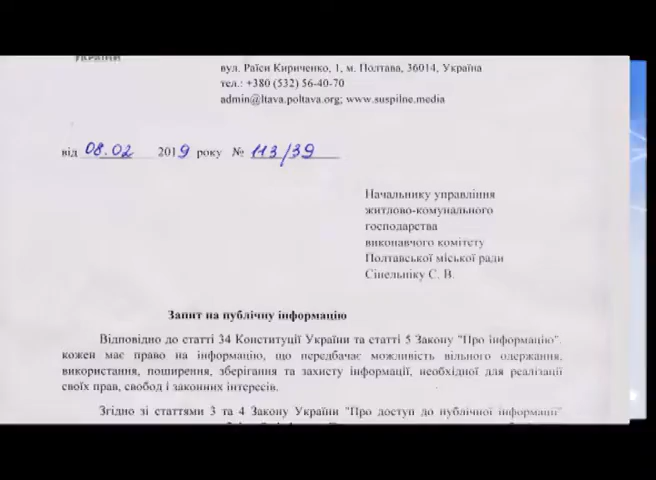 УКРАЇНИ
вул. Раїси Кириченко, 1, м. Полтава, 36014, Україна
тел.: +380 (532) 56-40-70
admin@ltava.poltava.org; www.suspilne.media
від 08.02 2019 року № 113/39
Начальнику управління
житлово-комунального
господарства
виконавчого комітету
Полтавської міської ради
Сінельніку С. В.
Запит на публічну інформацію
Відповідно до статті 34 Конституції України та статті 5 Закону "Про інформацію",
кожен має право на інформацію, що передбачає можливість вільного одержання,
використання, поширення, зберігання та захисту інформації, необхідної для реалізації
своїх прав, свобод і законних інтересів.
Згідно зі статтями 3 та 4 Закону України "Про доступ до публічної інформації"